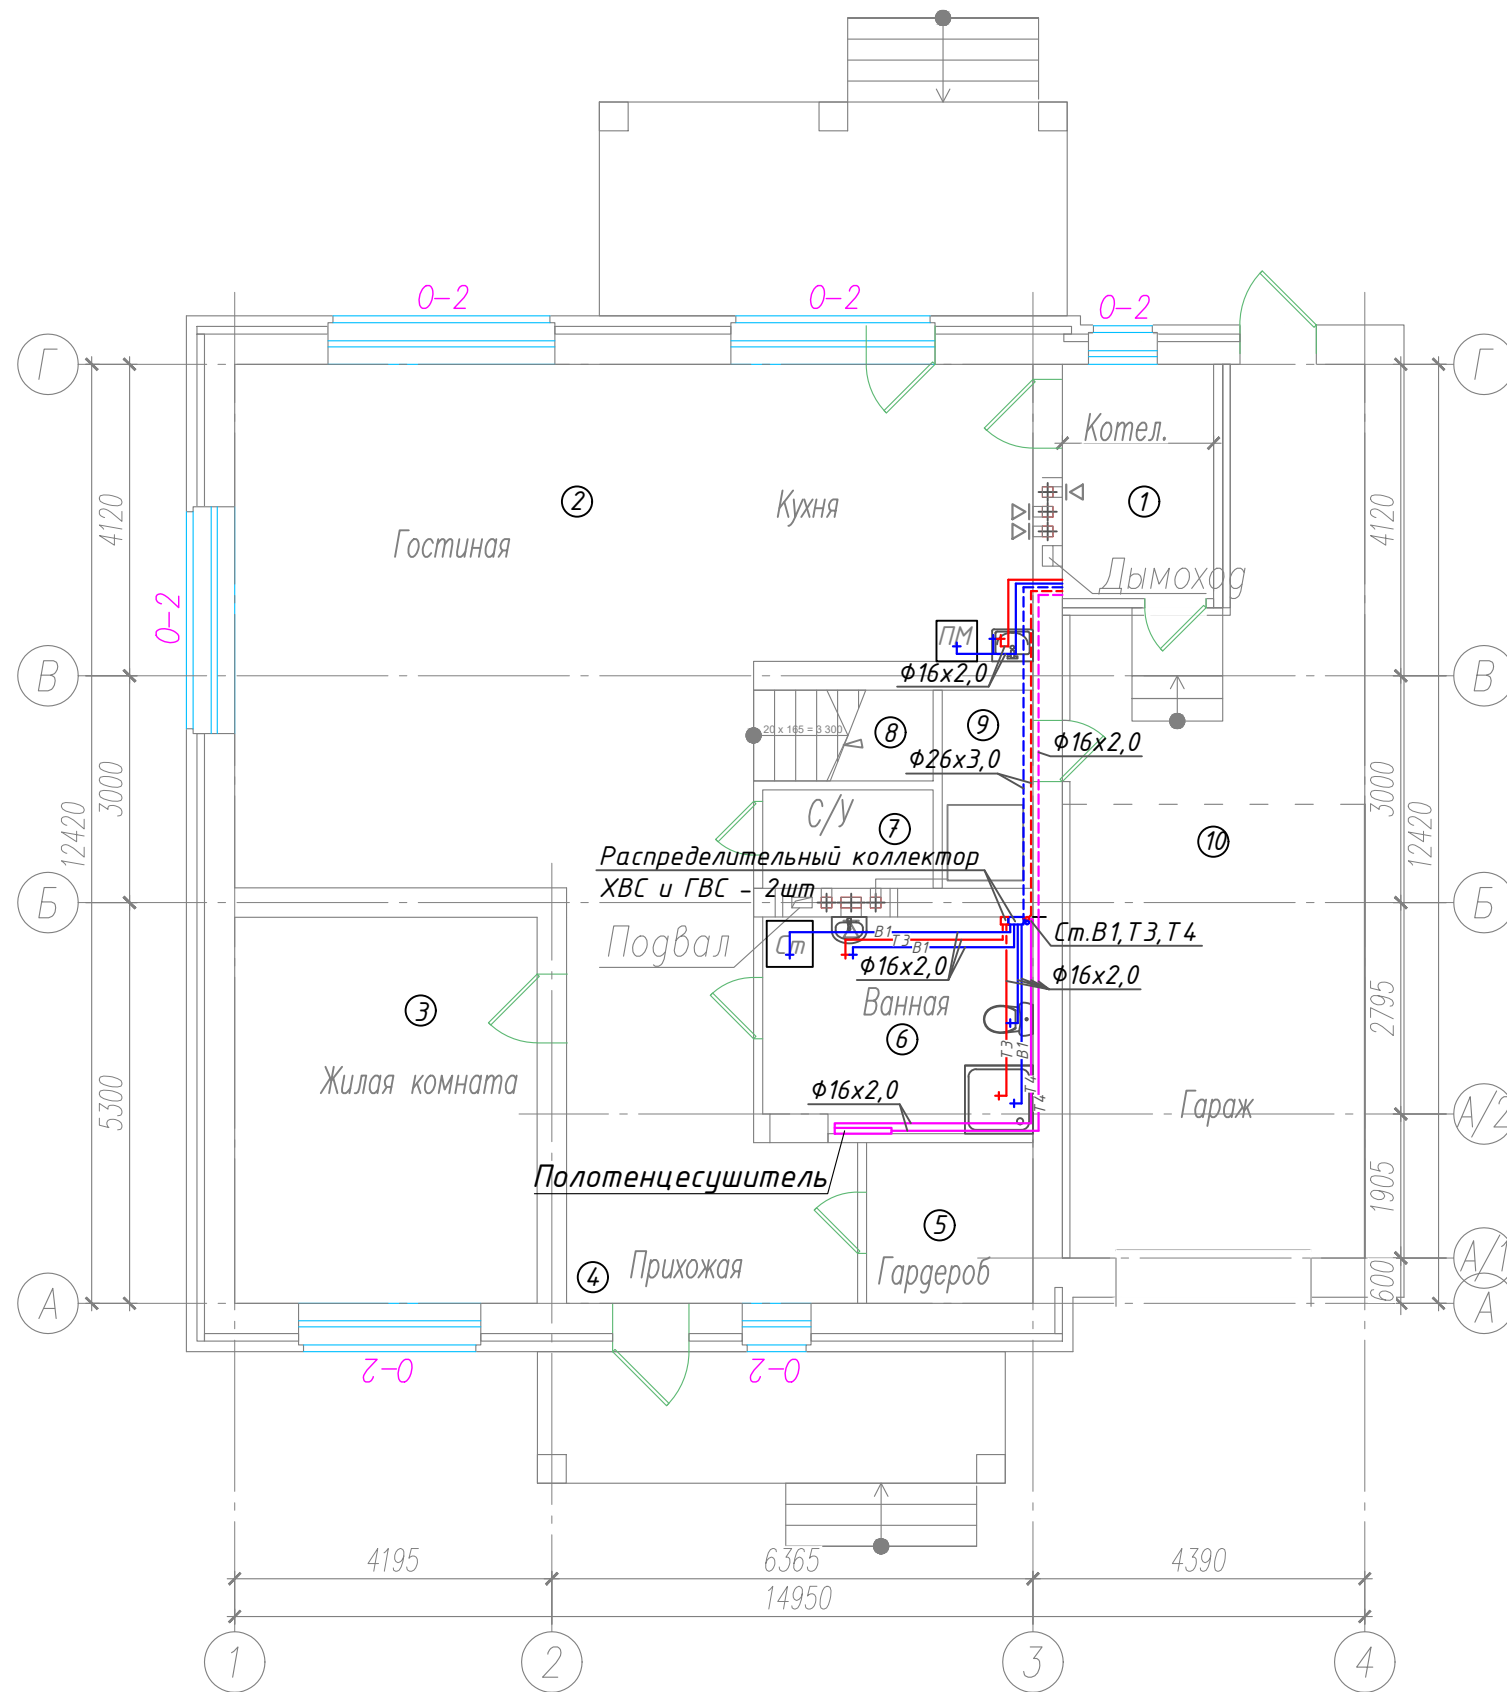 О-2
О-2
О-2
Г
Г
Котел.
1
2
Кухня
Гостиная
4120
4120
Дымоход
О-2
ПМ
Ф16х2,0
В
В
20 x 165 = 3 300
8
9
Ф16х2,0
Ф26х3,0
3000
3000
12420
12420
С/У
7
10
Распределительный коллектор
ХВС и ГВС - 2шт
Б
Б
Подвал
Ст
В1
Т3
В1
Ст.В1,Т3,Т4
Ф16х2,0
Ф16х2,0
Ванная
3
6
2795
Т3
В1
Жилая комната
Ф16х2,0
Т4
Т4
5300
Гараж
А/2
Полотенцесушитель
1905
5
Прихожая
4
Гардероб
А/1
600
А
А
О-2
О-2
4195
6365
4390
14950
1
2
3
4